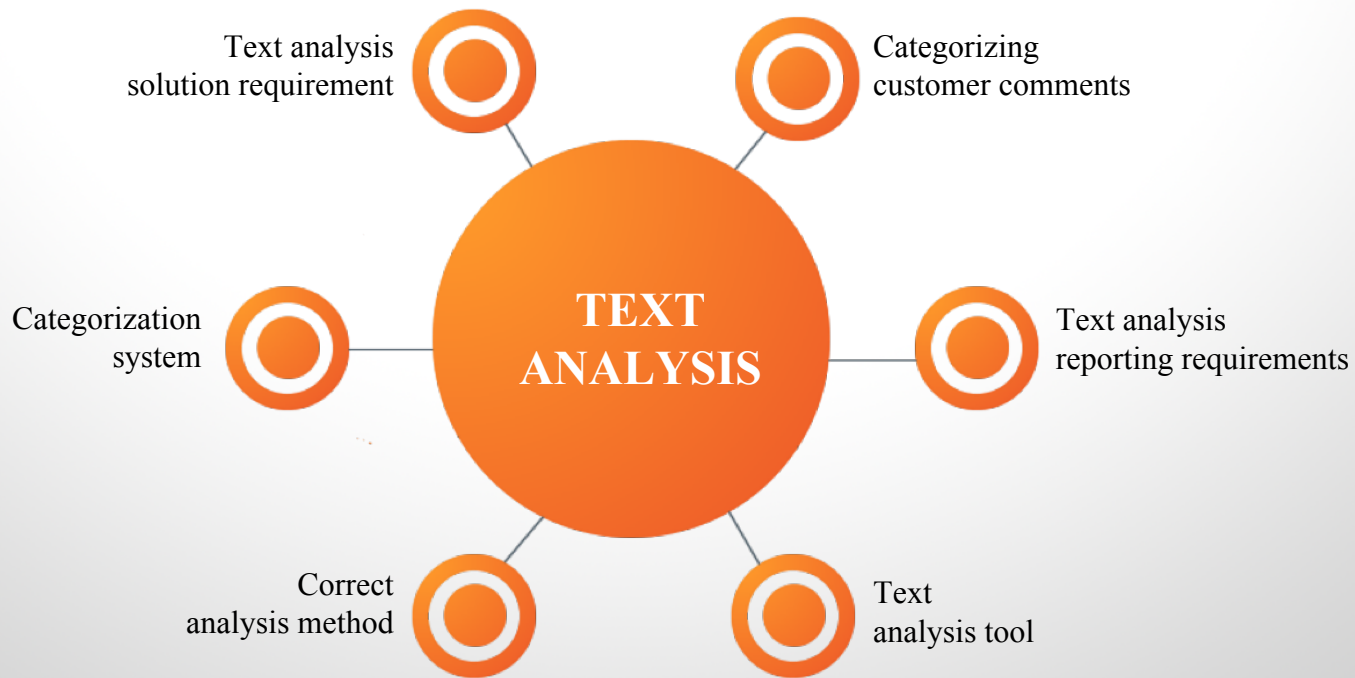 Text analysis
solution requirement
Categorizing
customer comments
Categorization
system
TEXT
ANALYSIS
Text analysis
reporting requirements
Correct
analysis method
Text
analysis tool